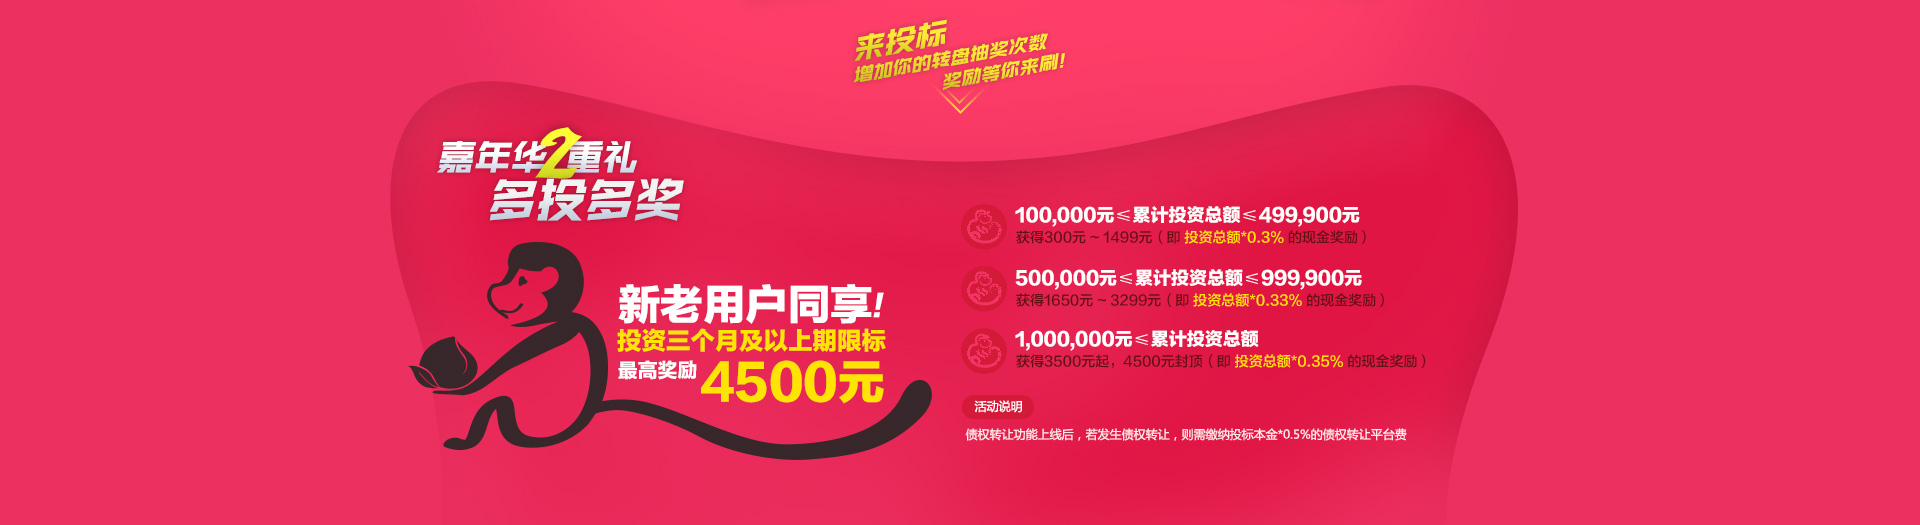 来投标
增加你的转盘抽奖次数
奖励等你来刷!
嘉年华2重礼
多投多奖
新老用户同享!
投资三个月及以上期限标
最高奖励4500元
100,000元≤累计投资总额≤499,900元
获得300元~1499元（即 投资总额*0.3% 的现金奖励）
500,000元≤累计投资总额≤999,900元
获得1650元~3299元（即 投资总额*0.33% 的现金奖励）
1,000,000元≤累计投资总额
获得3500元起，4500元封顶（即 投资总额*0.35% 的现金奖励）
活动说明
债权转让功能上线后，若发生债权转让，则需缴纳投标本金*0.5%的债权转让平台费